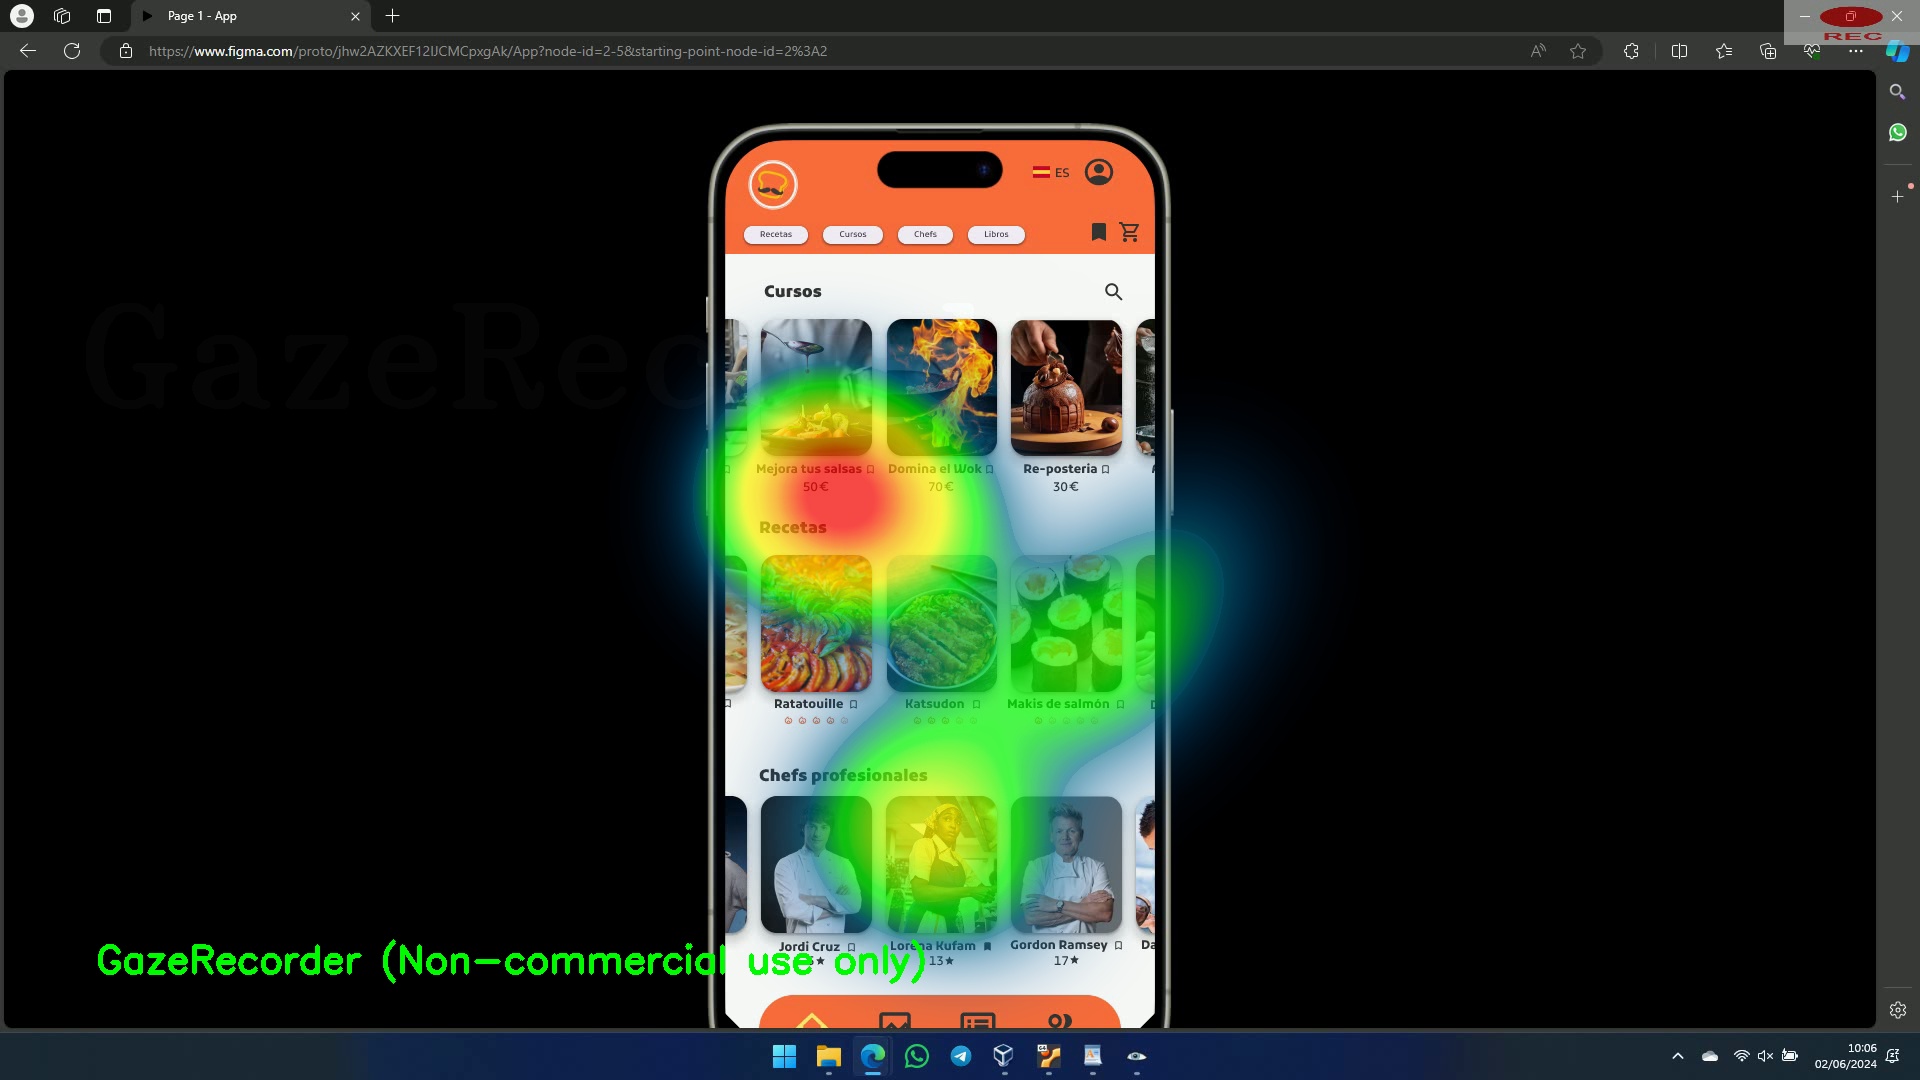 Page 1 - App
https://www.figma.com/proto/jhw2AZKXEF12IJCMCpxgAk/App?node-id=2-5&starting-point-node-id=2%3A2
REC
ES
Recetas Cursos Chefs Libros
Cursos
GazeRec
Mejora tus salsas Domina el Wok Re-posteria
50€ 70€ 30€
Recetas
Ratatouille Katsudon Makis de salmón
Chefs profesionales
Jordi Cruz Lorena Kufam Gordon Ramsey Da
13★ 17★
GazeRecorder (Non-commercial use only)
10:06
02/06/2024